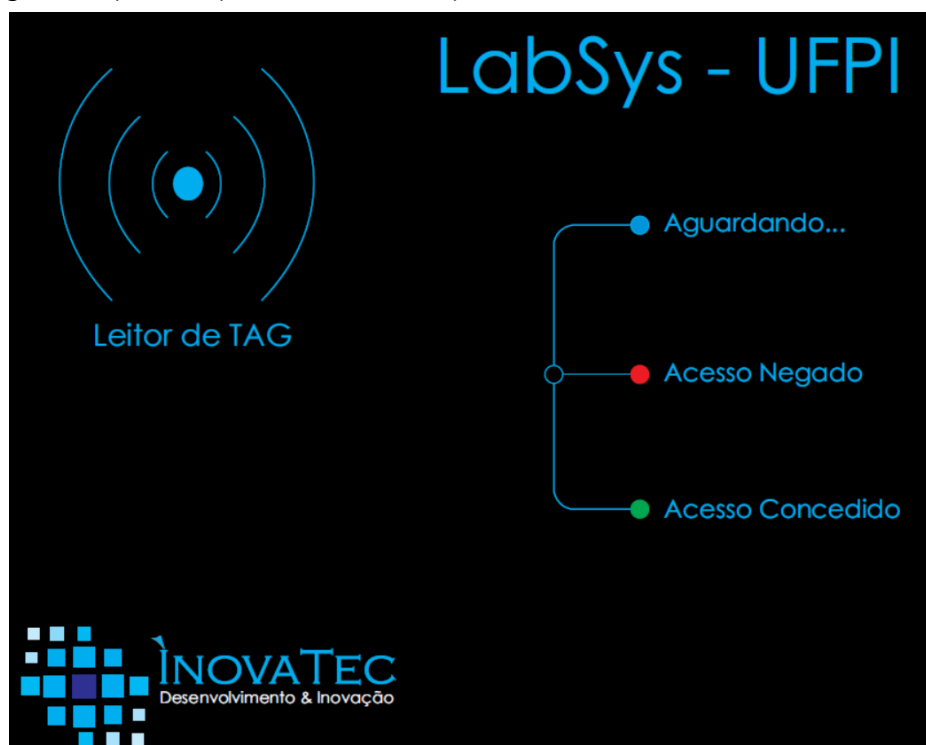 LabSys - UFPI
Leitor de TAG
Aguardando...
Acesso Negado
Acesso Concedido
INOVATEC
Desenvolvimento & Inovação